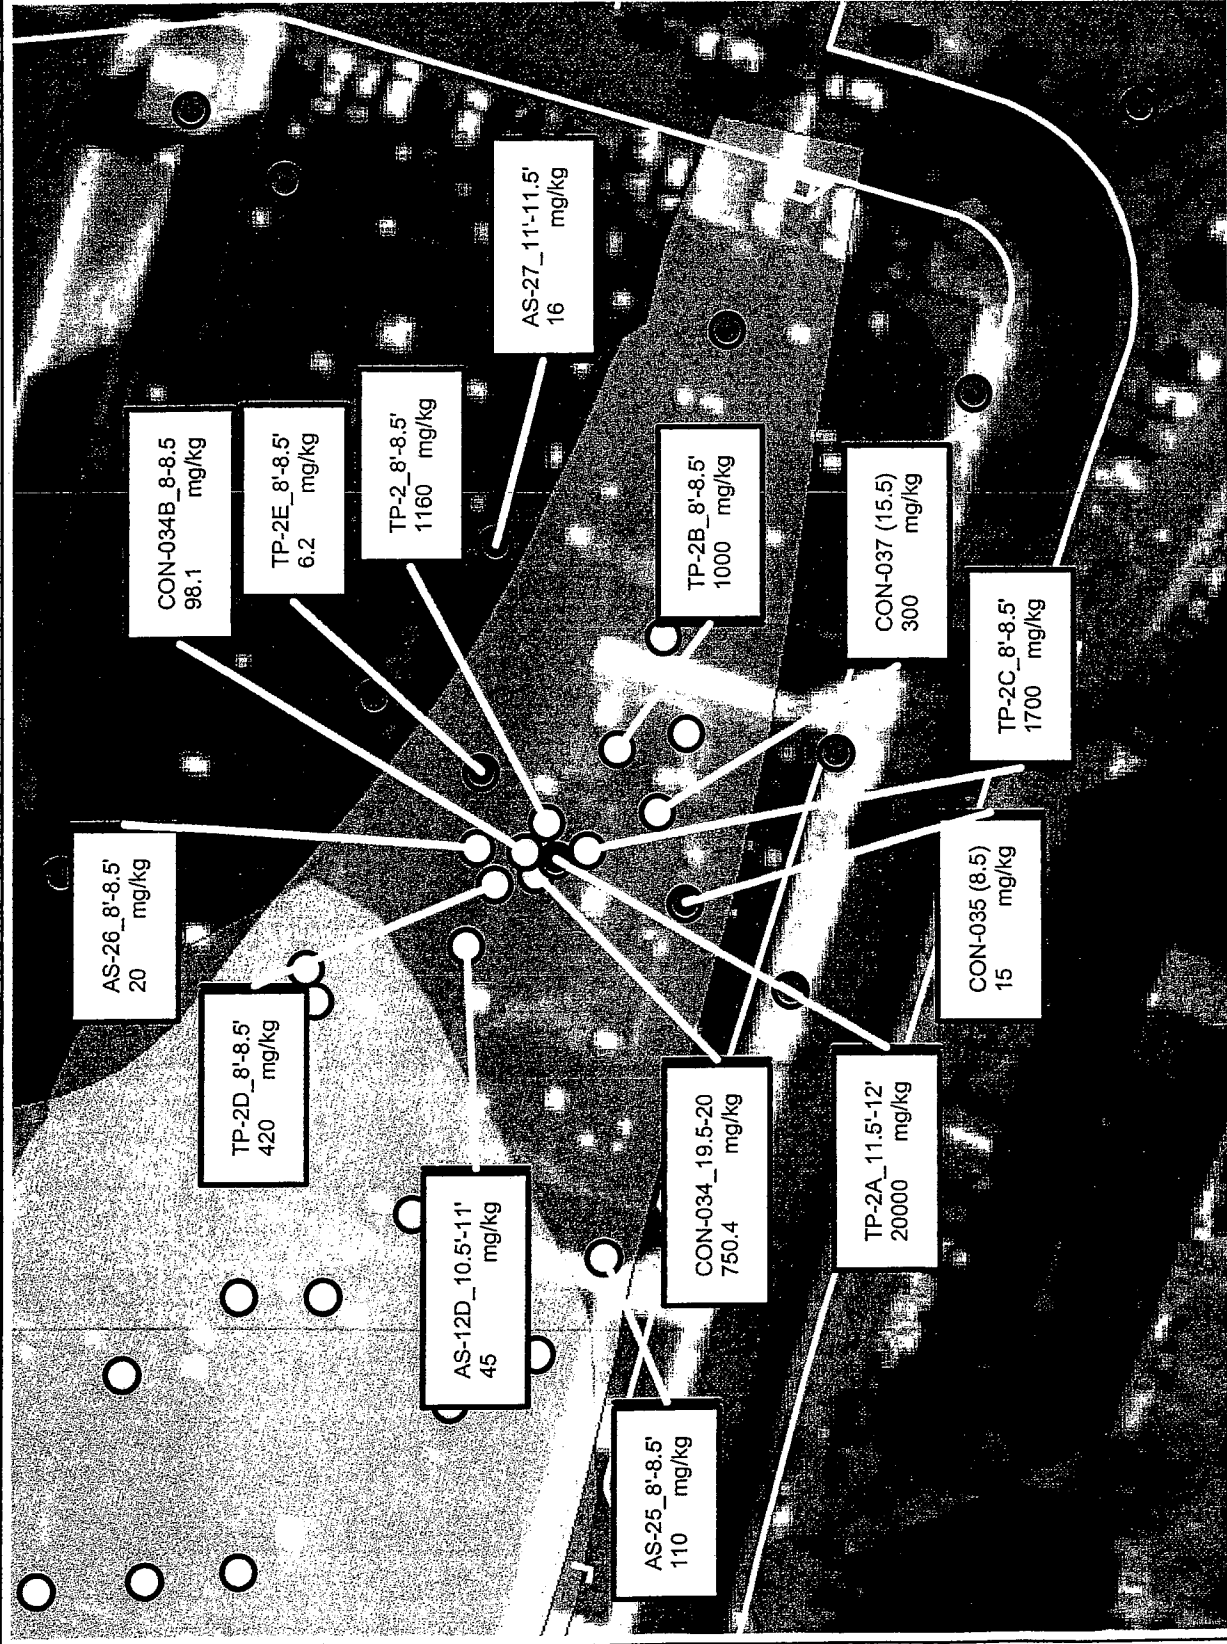 AS-26_8'-8.5'
20 mg/kg
CON-034B_8-8.5
98.1 mg/kg
TP-2D_8'-8.5'
420 mg/kg
TP-2E_8'-8.5'
6.2 mg/kg
TP-2_8'-8.5'
1160 mg/kg
AS-12D_10.5'-11'
45 mg/kg
AS-27_11'-11.5'
16 mg/kg
AS-25_8'-8.5'
110 mg/kg
CON-034_19.5-20
750.4 mg/kg
TP-2B_8'-8.5'
1000 mg/kg
TP-2A_11.5'-12'
20000 mg/kg
CON-037 (15.5)
300 mg/kg
CON-035 (8.5)
15 mg/kg
TP-2C_8'-8.5'
1700 mg/kg